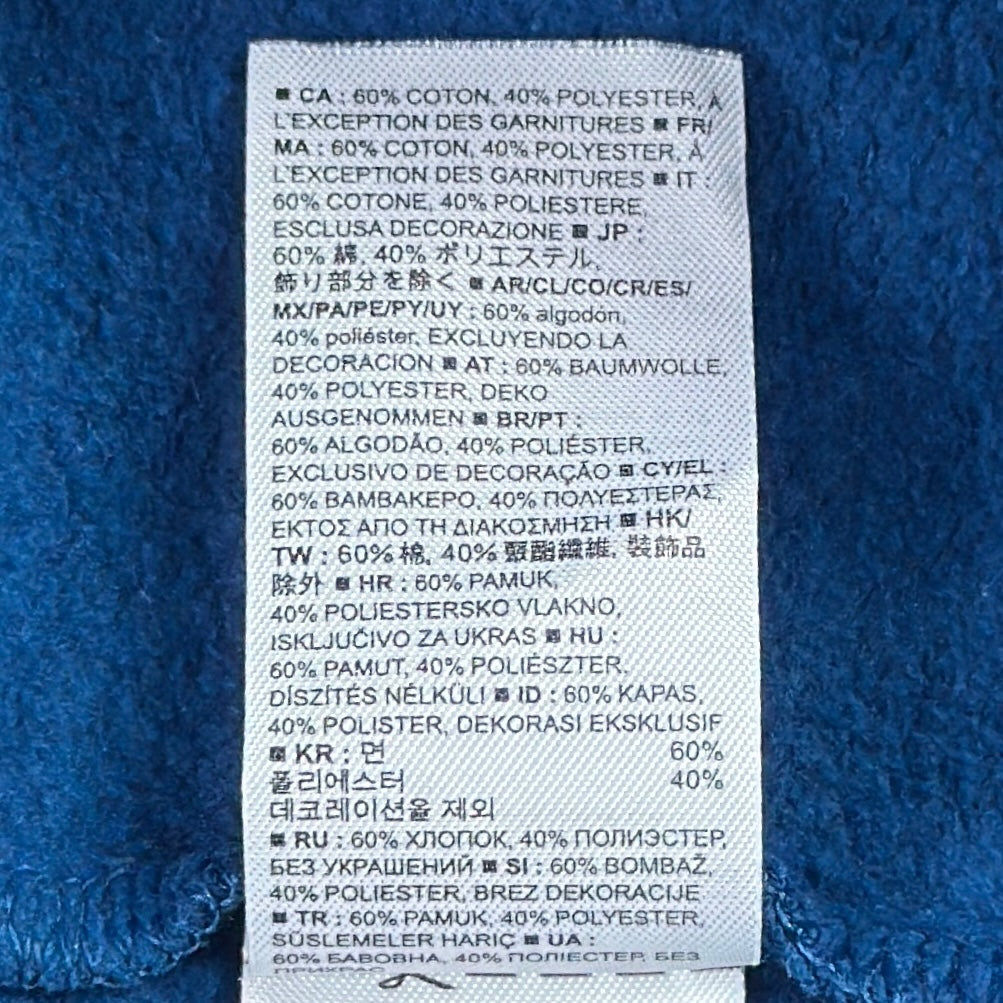 ■ CA : 60% COTON, 40% POLYESTER, À
L'EXCEPTION DES GARNITURES ■ FR/
MA : 60% COTON, 40% POLYESTER, À
L'EXCEPTION DES GARNITURES ■ IT :
60% COTONE, 40% POLIESTERE,
ESCLUSA DECORAZIONE ■ JP :
60% 綿, 40% ポリエステル,
飾り部分を除く ■ AR/CL/CO/CR/ES/
MX/PA/PE/PY/UY : 60% algodón,
40% poliéster, EXCLUYENDO LA
DECORACION ■ AT : 60% BAUMWOLLE,
40% POLYESTER, DEKO
AUSGENOMMEN ■ BR/PT :
60% ALGODÃO, 40% POLIÉSTER,
EXCLUSIVO DE DECORAÇÃO ■ CY/EL :
60% ΒΑΜΒΑΚΕΡΟ, 40% ΠΟΛΥΕΣΤΕΡΑΣ,
ΕΚΤΟΣ ΑΠΟ ΤΗ ΔΙΑΚΟΣΜΗΣΗ ■ HK/
TW : 60% 棉, 40% 聚酯纖維, 裝飾品
除外 ■ HR : 60% PAMUK,
40% POLIESTERSKO VLAKNO,
ISKLJUČIVO ZA UKRAS ■ HU :
60% PAMUT, 40% POLIÉSZTER,
DÍSZÍTÉS NÉLKÜLI ■ ID : 60% KAPAS,
40% POLISTER, DEKORASI EKSKLUSIF
■ KR : 면 60%
폴리에스터 40%
데코레이션을 제외
■ RU : 60% ХЛОПОК, 40% ПОЛИЭСТЕР,
БЕЗ УКРАШЕНИЙ ■ SI : 60% BOMBAŽ,
40% POLIESTER, BREZ DEKORACIJE
■ TR : 60% PAMUK, 40% POLYESTER,
SÜSLEMELER HARİÇ ■ UA :
60% БАВОВНА, 40% ПОЛІЕСТЕР, БЕЗ
ПРИКРАС